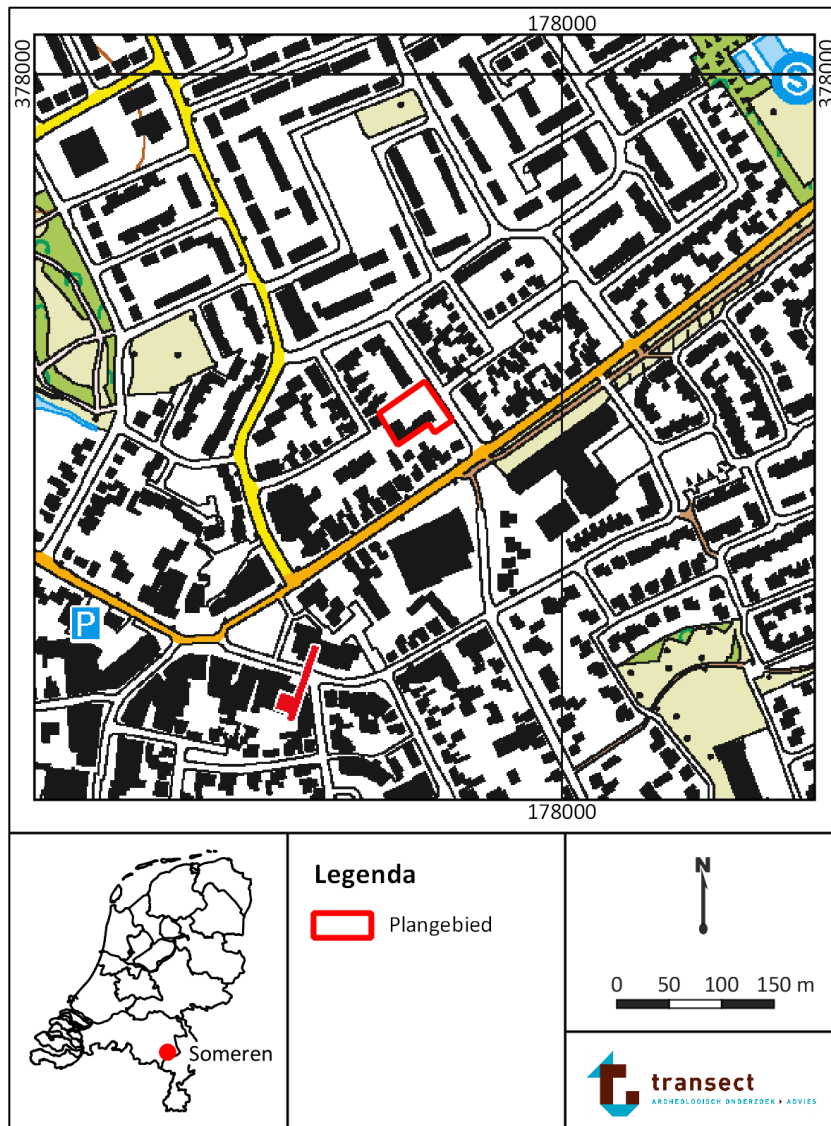 178000
378000
378000
S
P
178000
Legenda
Plangebied
N
0 50 100 150 m
Someren
transect
ARCHEOLOGISCH ONDERZOEK ▸ ADVIES